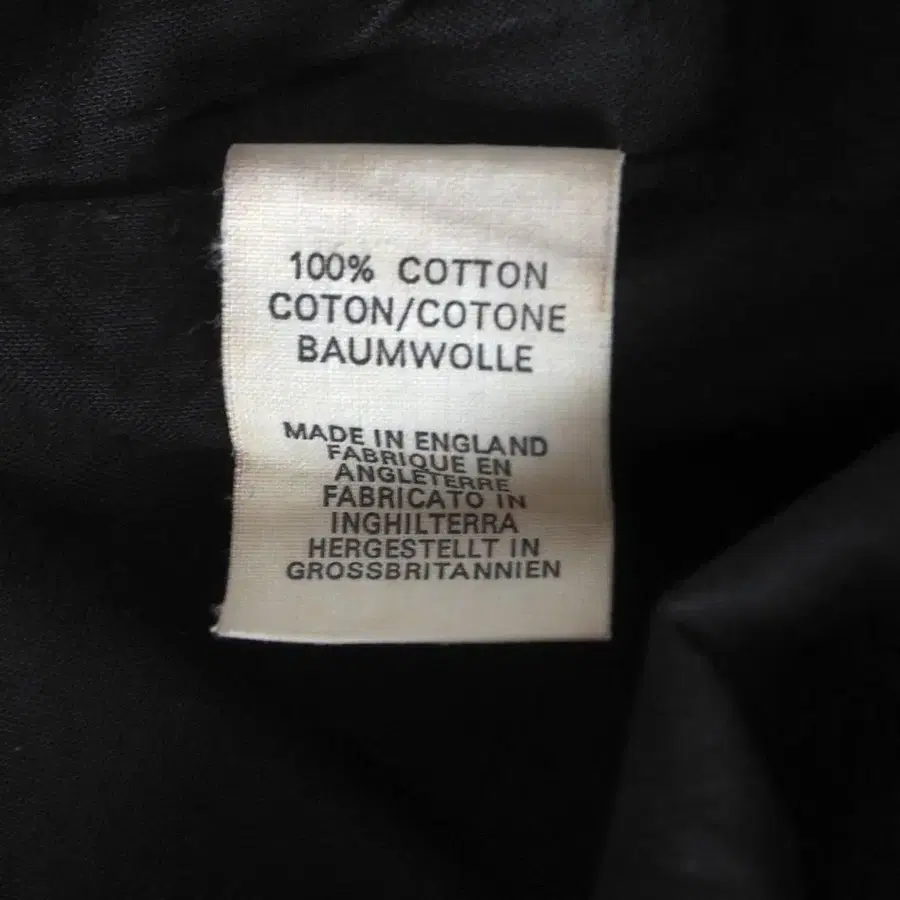 100% COTTON
COTON/COTONE
BAUMWOLLE
MADE IN ENGLAND
FABRIQUE EN
ANGLETERRE
FABRICATO IN
INGHILTERRA
HERGESTELLT IN
GROSSBRITANNIEN